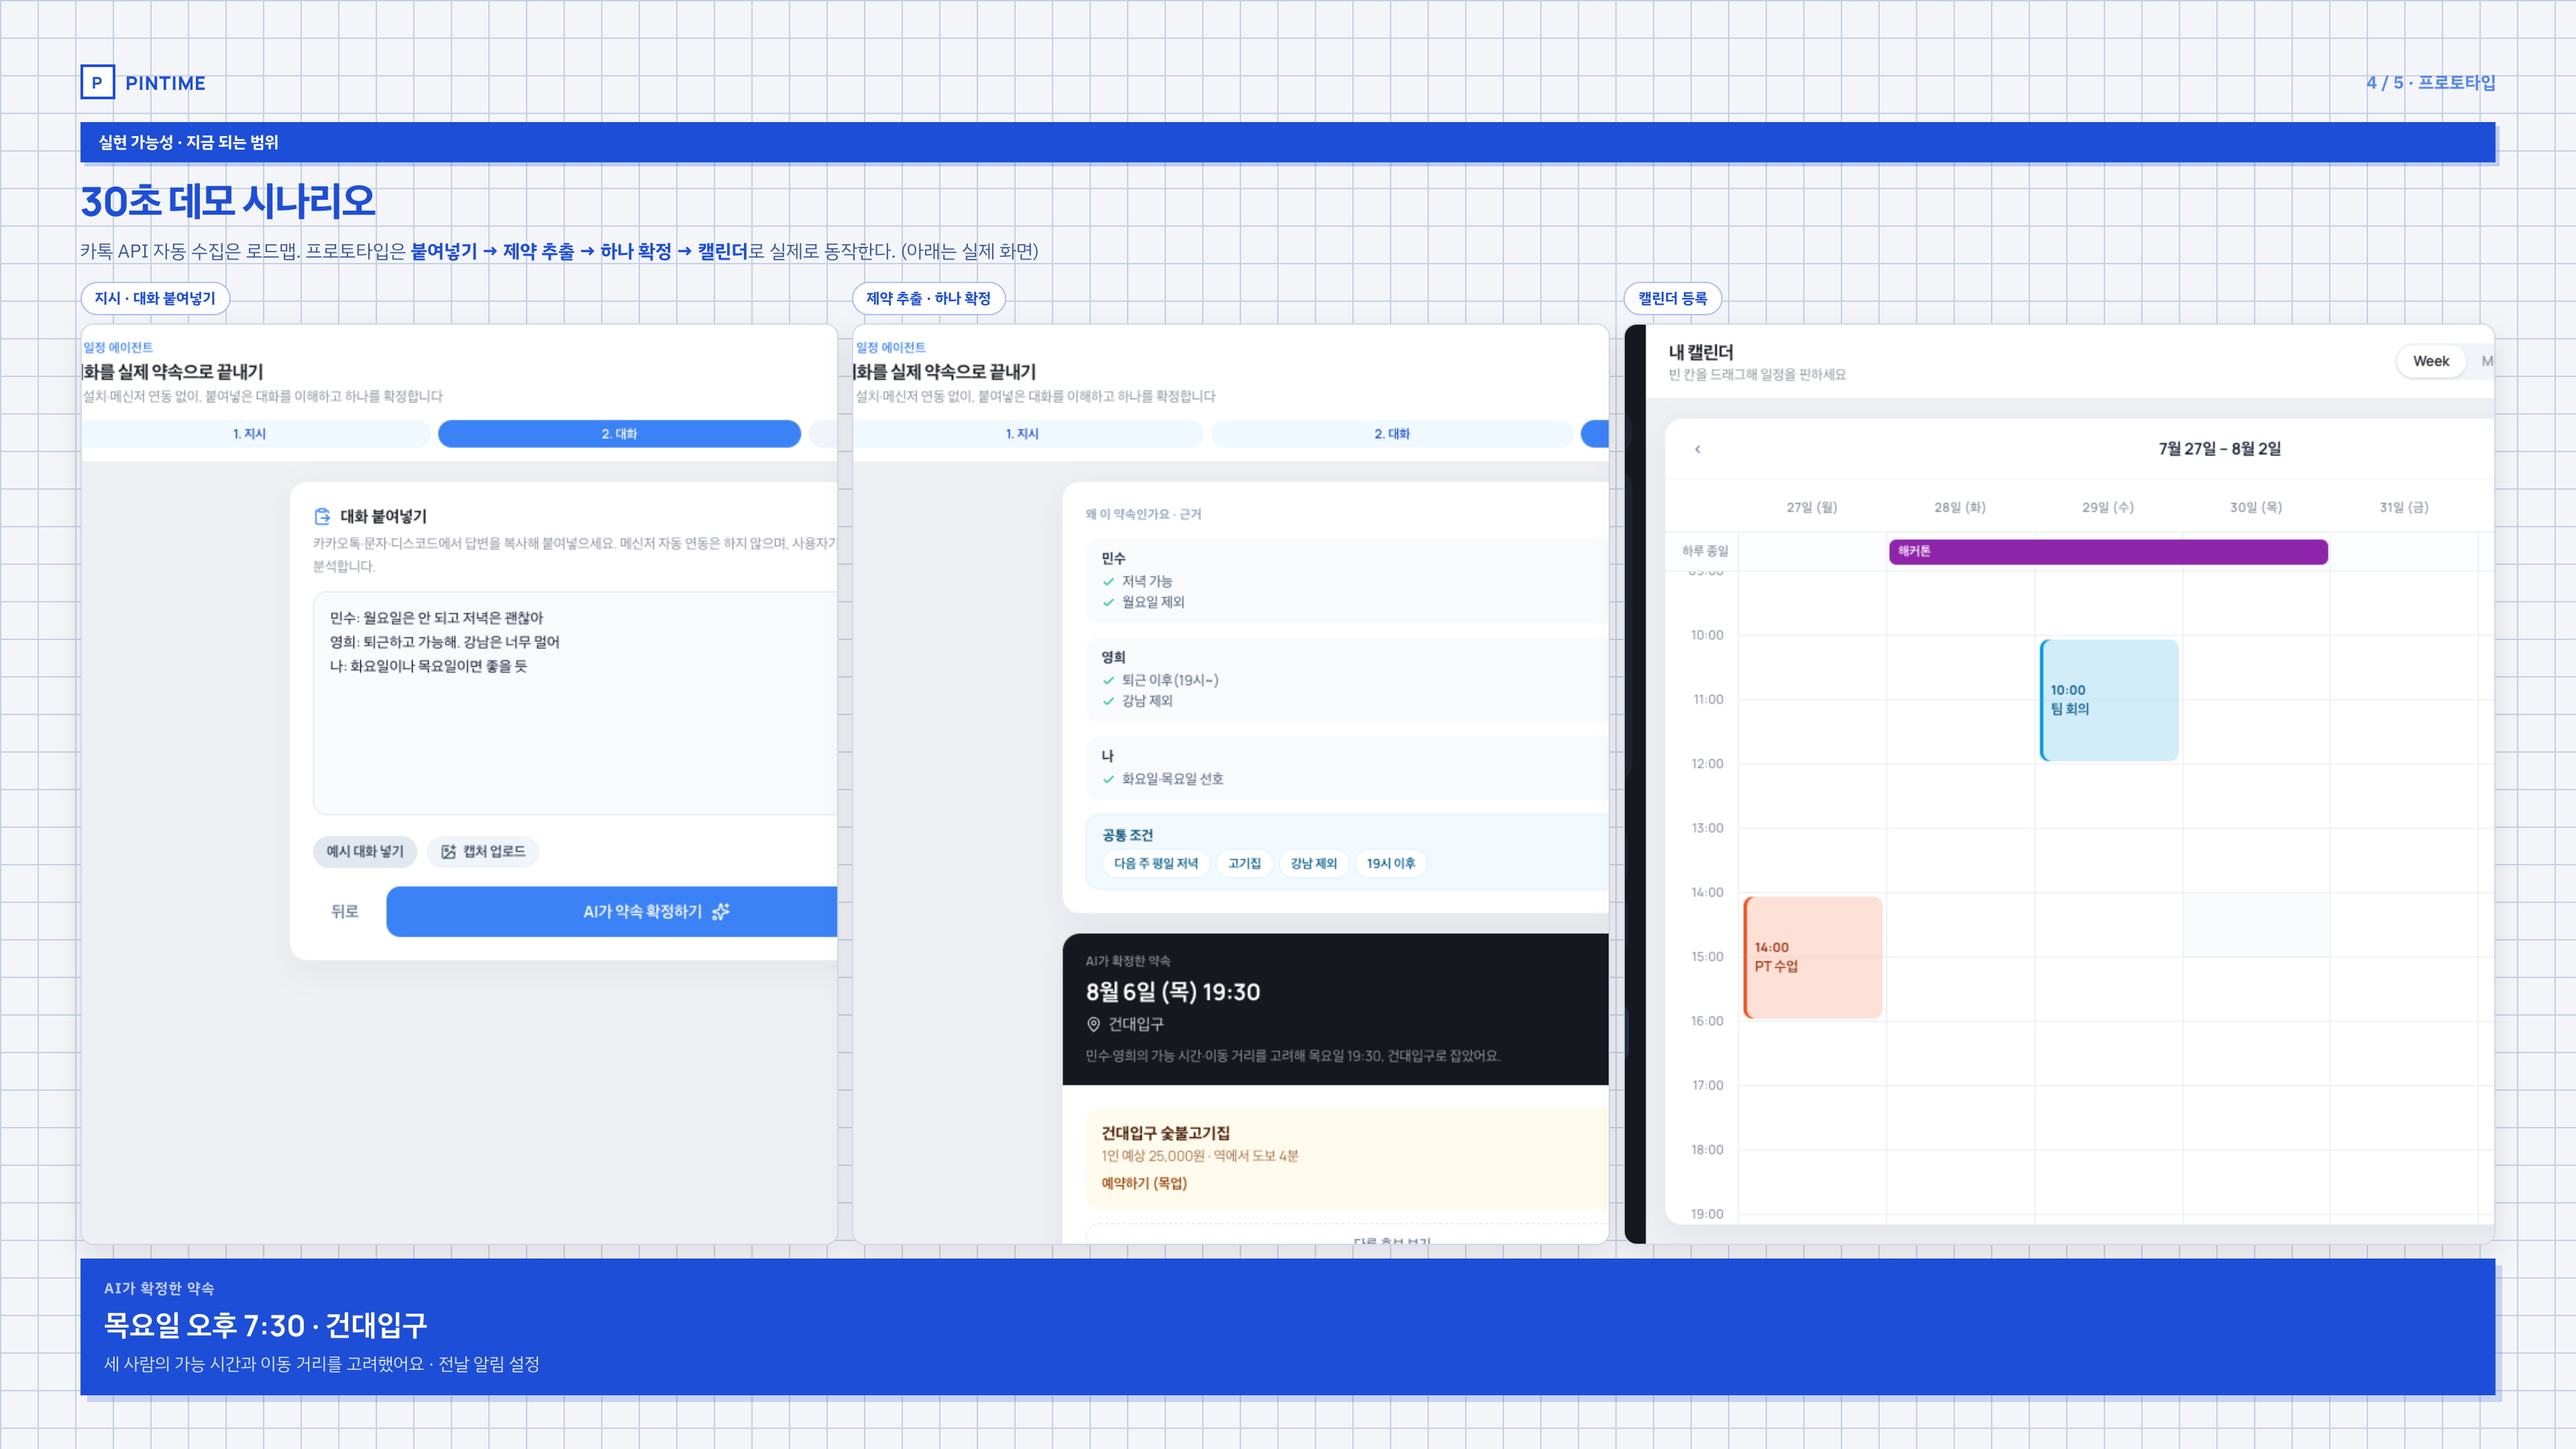 P PINTIME
4 / 5 · 프로토타입
실현 가능성 · 지금 되는 범위
30초 데모 시나리오
카톡 API 자동 수집은 로드맵. 프로토타입은 붙여넣기 → 제약 추출 → 하나 확정 → 캘린더로 실제로 동작한다. (아래는 실제 화면)
지시 · 대화 붙여넣기
일정 에이전트
화를 실제 약속으로 끝내기
설치·메신저 연동 없이, 붙여넣은 대화를 이해하고 하나를 확정합니다
1. 지시
2. 대화
대화 붙여넣기
카카오톡·문자·디스코드에서 답변을 복사해 붙여넣으세요. 메신저 자동 연동은 하지 않으며, 사용자가
분석합니다.
민수: 월요일은 안 되고 저녁은 괜찮아
영희: 퇴근하고 가능해. 강남은 너무 멀어
나: 화요일이나 목요일이면 좋을 듯
예시 대화 넣기
캡처 업로드
뒤로
AI가 약속 확정하기
제약 추출 · 하나 확정
일정 에이전트
화를 실제 약속으로 끝내기
설치·메신저 연동 없이, 붙여넣은 대화를 이해하고 하나를 확정합니다
1. 지시
2. 대화
왜 이 약속인가요 · 근거
민수
저녁 가능
월요일 제외
영희
퇴근 이후(19시~)
강남 제외
나
화요일·목요일 선호
공통 조건
다음 주 평일 저녁
고기집
강남 제외
19시 이후
AI가 확정한 약속
8월 6일 (목) 19:30
건대입구
민수·영희의 가능 시간·이동 거리를 고려해 목요일 19:30, 건대입구로 잡았어요.
건대입구 숯불고기집
1인 예상 25,000원 · 역에서 도보 4분
예약하기 (목업)
다른 후보 보기
캘린더 등록
내 캘린더
빈 칸을 드래그해 일정을 핀하세요
Week
M
7월 27일 – 8월 2일
27일 (월)
28일 (화)
29일 (수)
30일 (목)
31일 (금)
하루 종일
해커톤
09:00
10:00
11:00
12:00
13:00
14:00
15:00
16:00
17:00
18:00
19:00
10:00
팀 회의
14:00
PT 수업
AI가 확정한 약속
목요일 오후 7:30 · 건대입구
세 사람의 가능 시간과 이동 거리를 고려했어요 · 전날 알림 설정